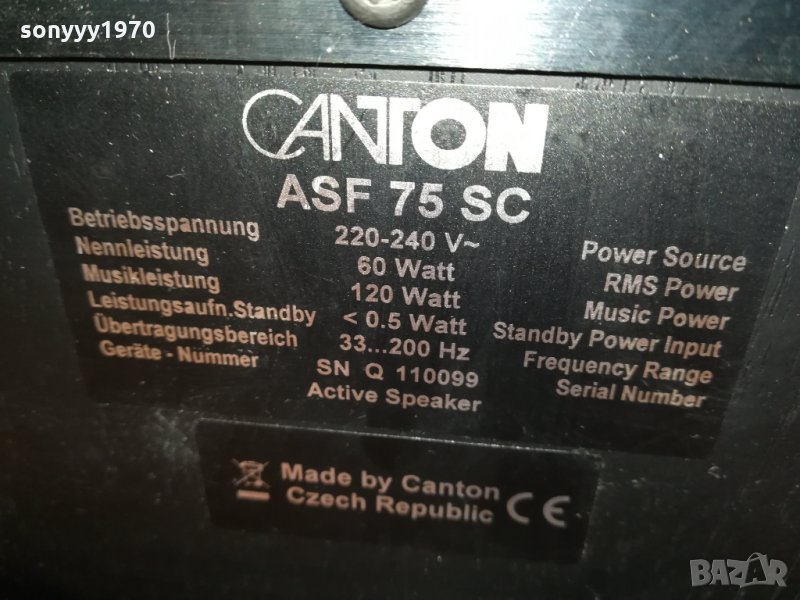 sonyyy1970
CANTON
ASF 75 SC
Betriebsspannung 220-240 V~ Power Source
Nennleistung 60 Watt RMS Power
Musikleistung 120 Watt Music Power
Leistungsaufn.Standby < 0.5 Watt Standby Power Input
Übertragungsbereich 33...200 Hz Frequency Range
Geräte - Nummer SN Q 110099 Serial Number
Active Speaker
Made by Canton
Czech Republic CE
BAZAR